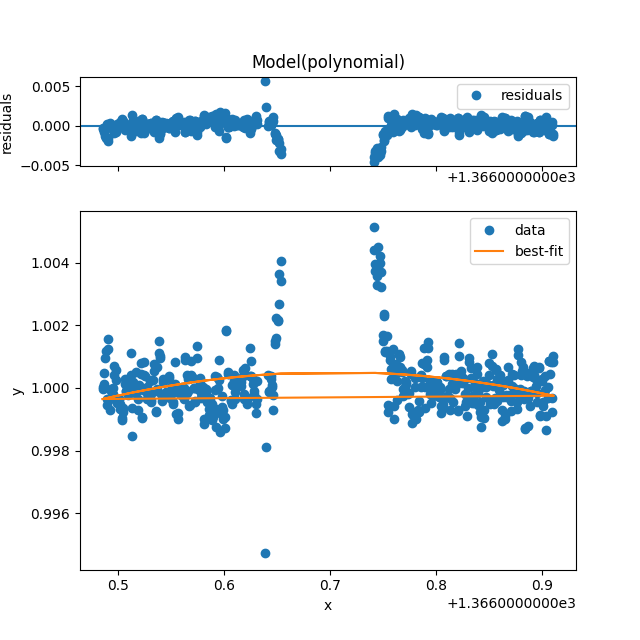 Model(polynomial)
residuals
0.005
0.000
−0.005
residuals
+1.3660000000e3
data
best-fit
y
1.004
1.002
1.000
0.998
0.996
0.5
0.6
0.7
0.8
0.9
x
+1.3660000000e3